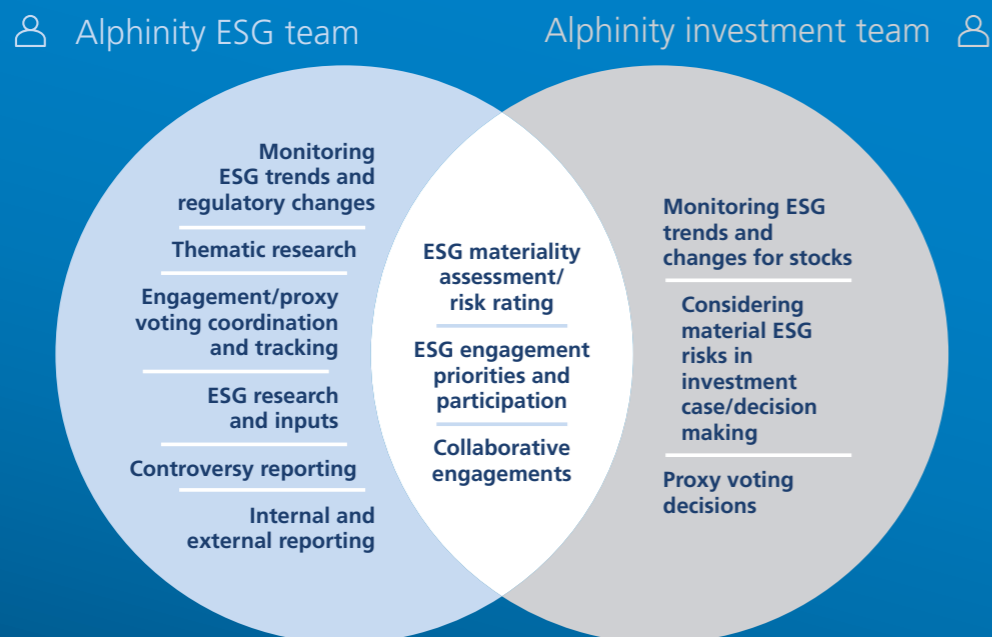 Alphinity ESG team
Alphinity investment team
Monitoring
ESG trends and
regulatory changes
Thematic research
Engagement/proxy
voting coordination
and tracking
ESG research
and inputs
Controversy reporting
Internal and
external reporting
ESG materiality
assessment/
risk rating
ESG engagement
priorities and
participation
Collaborative
engagements
Monitoring ESG
trends and
changes for stocks
Considering
material ESG
risks in
investment
case/decision
making
Proxy voting
decisions